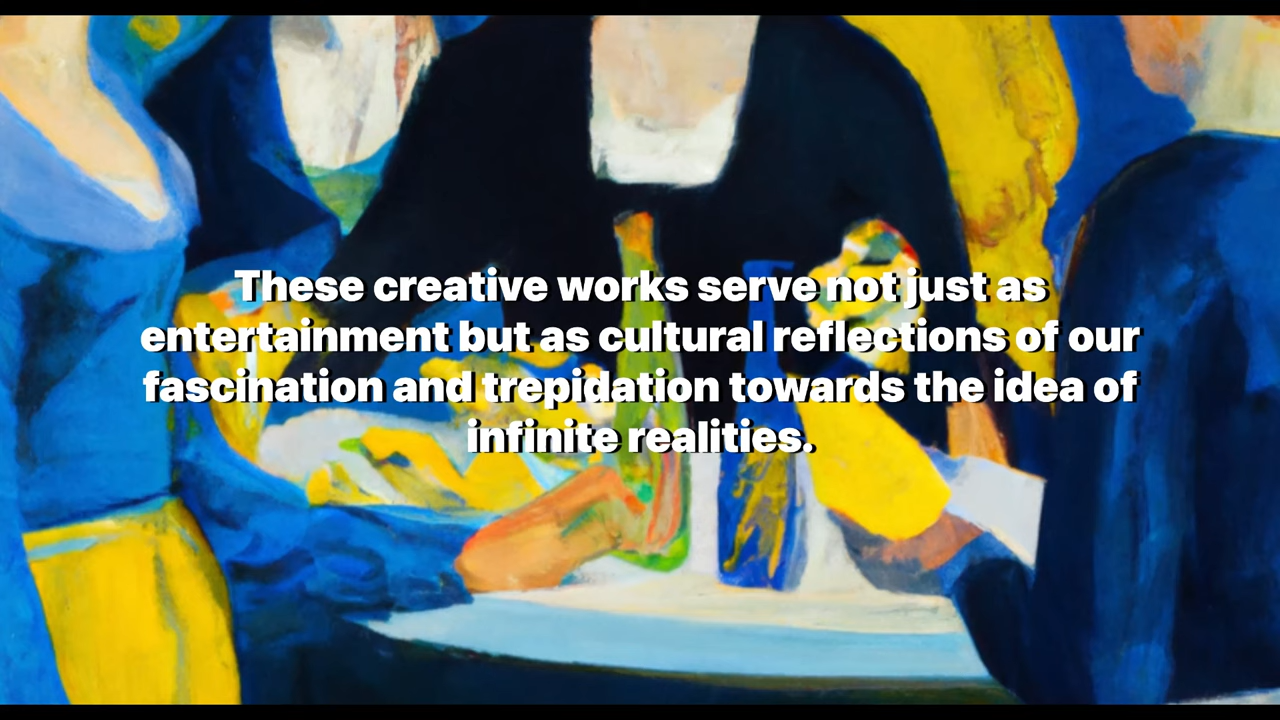 These creative works serve not just as
entertainment but as cultural reflections of our
fascination and trepidation towards the idea of
infinite realities.